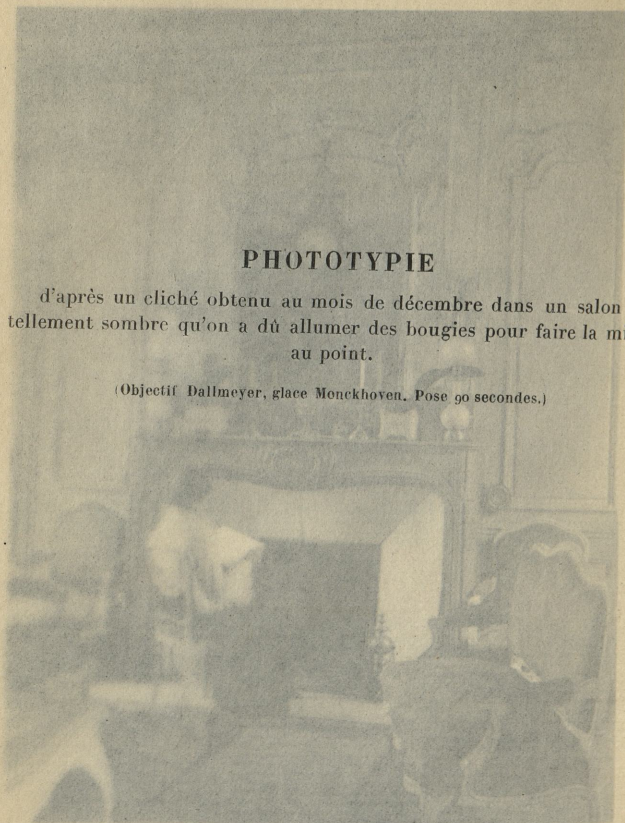 PHOTOTYPIE
d'après un cliché obtenu au mois de décembre dans un salon
tellement sombre qu'on a dû allumer des bougies pour faire la
au point.
(Objectif Dallmeyer, glace Monckhoven. Pose 90 secondes.)